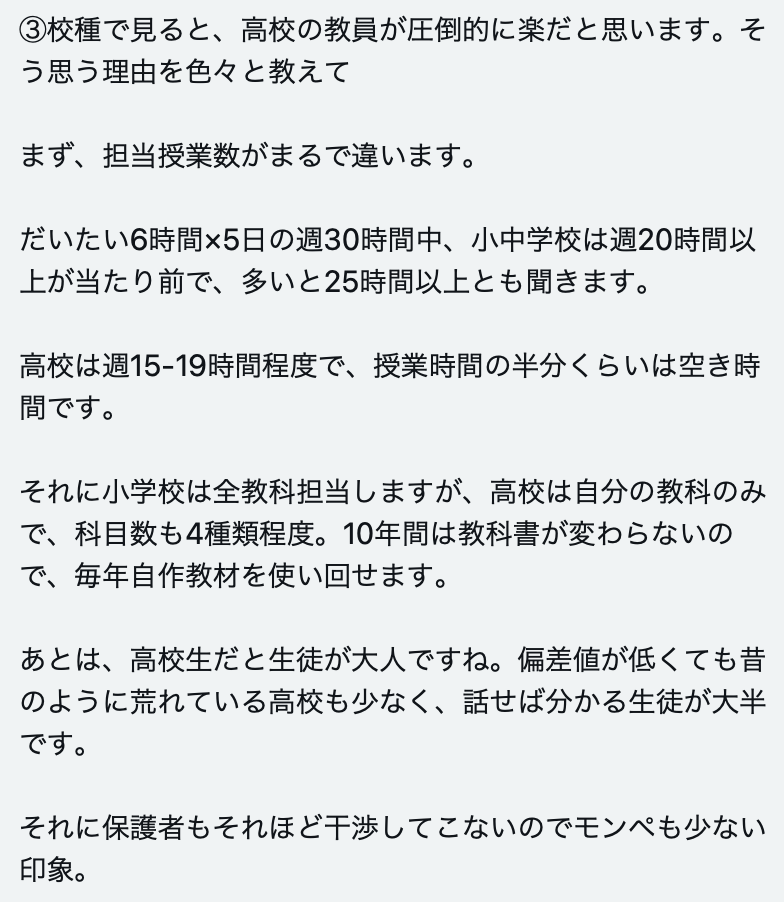 ③校種で見ると、高校の教員が圧倒的に楽だと思います。そ
う思う理由を色々と教えて
まず、担当授業数がまるで違います。
だいたい6時間×5日の週30時間中、小中学校は週20時間以
上が当たり前で、多いと25時間以上とも聞きます。
高校は週15-19時間程度で、授業時間の半分くらいは空き時
間です。
それに小学校は全教科担当しますが、高校は自分の教科のみ
で、科目数も4種類程度。10年間は教科書が変わらないの
で、毎年自作教材を使い回せます。
あとは、高校生だと生徒が大人ですね。偏差値が低くても昔
のように荒れている高校も少なく、話せば分かる生徒が大半
です。
それに保護者もそれほど干渉してこないのでモンペも少ない
印象。